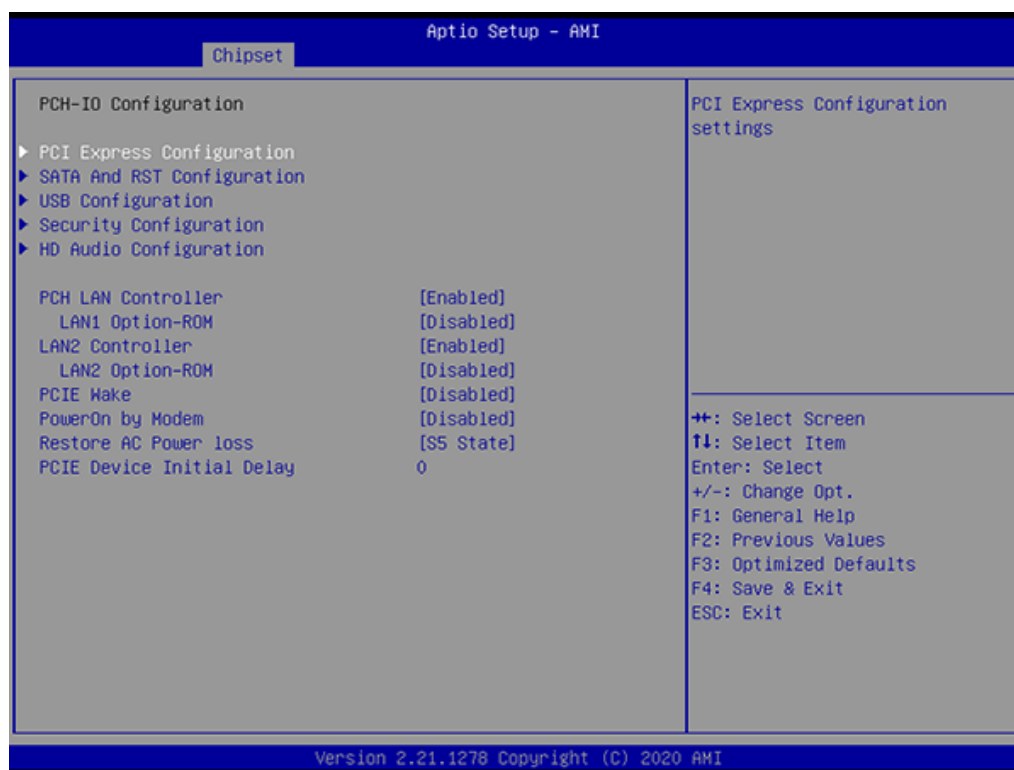 Aptio Setup – AMI
Chipset
PCH-IO Configuration
PCI Express Configuration
SATA And RST Configuration
USB Configuration
Security Configuration
HD Audio Configuration
PCH LAN Controller [Enabled]
LAN1 Option-ROM [Disabled]
LAN2 Controller [Enabled]
LAN2 Option-ROM [Disabled]
PCIE Wake [Disabled]
PowerOn by Modem [Disabled]
Restore AC Power loss [S5 State]
PCIE Device Initial Delay 0
PCI Express Configuration
settings
→←: Select Screen
↑↓: Select Item
Enter: Select
+/-: Change Opt.
F1: General Help
F2: Previous Values
F3: Optimized Defaults
F4: Save & Exit
ESC: Exit
Version 2.21.1278 Copyright (C) 2020 AMI